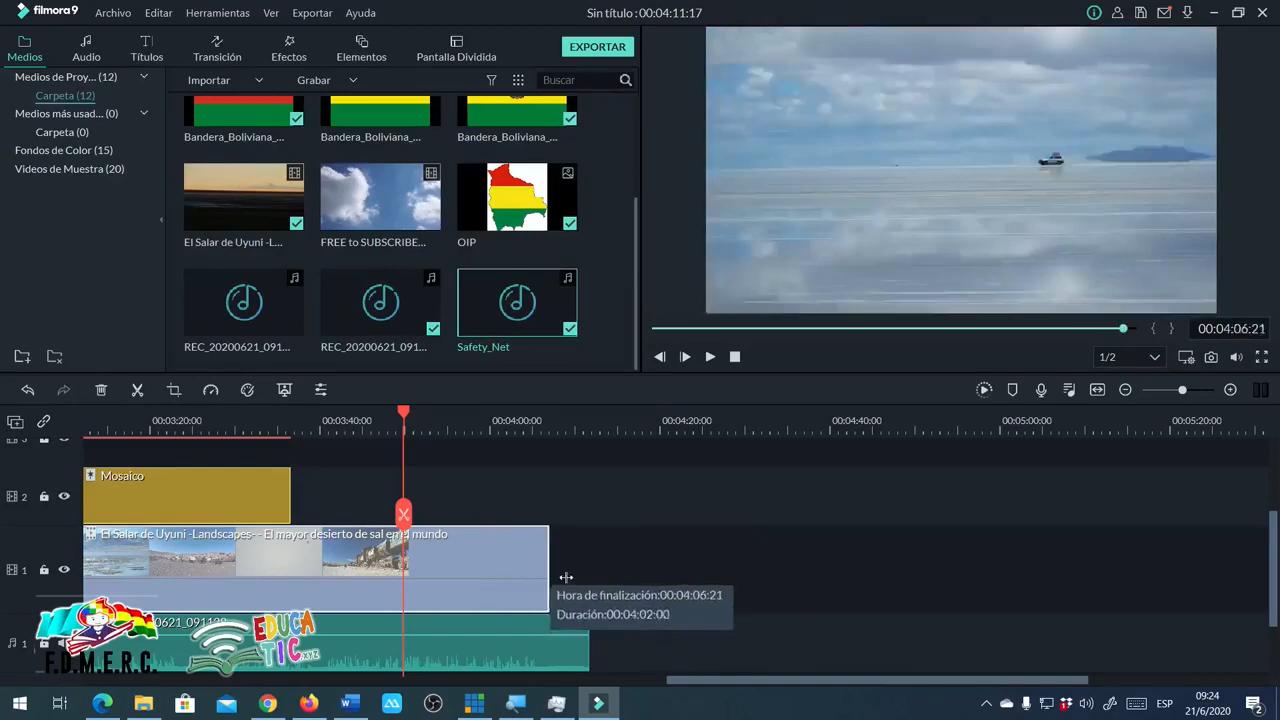 filmora9
Archivo
Editar
Herramientas
Ver
Exportar
Ayuda
Sin título : 00:04:11:17
Medios
Audio
Títulos
Transición
Efectos
Elementos
Pantalla Dividida
EXPORTAR
Medios de Proy... (12)
Carpeta (12)
Medios más usad... (0)
Carpeta (0)
Fondos de Color (15)
Videos de Muestra (20)
Importar
Grabar
Buscar
Bandera_Boliviana_...
Bandera_Boliviana_...
Bandera_Boliviana_...
El Salar de Uyuni -L...
FREE to SUBSCRIBE...
OIP
REC_20200621_091...
REC_20200621_091...
Safety_Net
00:04:06:21
1/2
00:03:20:00
00:03:40:00
00:04:00:00
00:04:20:00
00:04:40:00
00:05:00:00
00:05:20:00
Mosaico
2
El Salar de Uyuni -Landscapes- - El mayor desierto de sal en el mundo
1
Hora de finalización:00:04:06:21
Duración:00:04:02:00
1
F.D.M.E.R.C.
EDUCA
TIC.xyz
ESP
09:24
21/6/2020
2